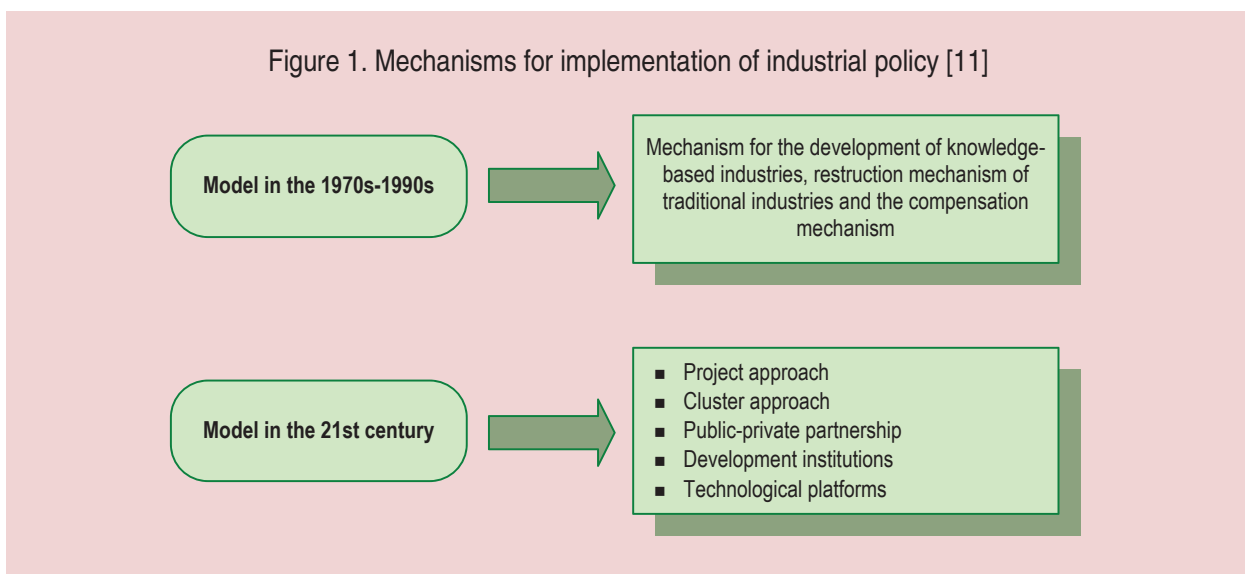 Figure 1. Mechanisms for implementation of industrial policy [11]
Model in the 1970s-1990s
Mechanism for the development of knowledge-
based industries, restruction mechanism of
traditional industries and the compensation
mechanism
Model in the 21st century
▪ Project approach
▪ Cluster approach
▪ Public-private partnership
▪ Development institutions
▪ Technological platforms